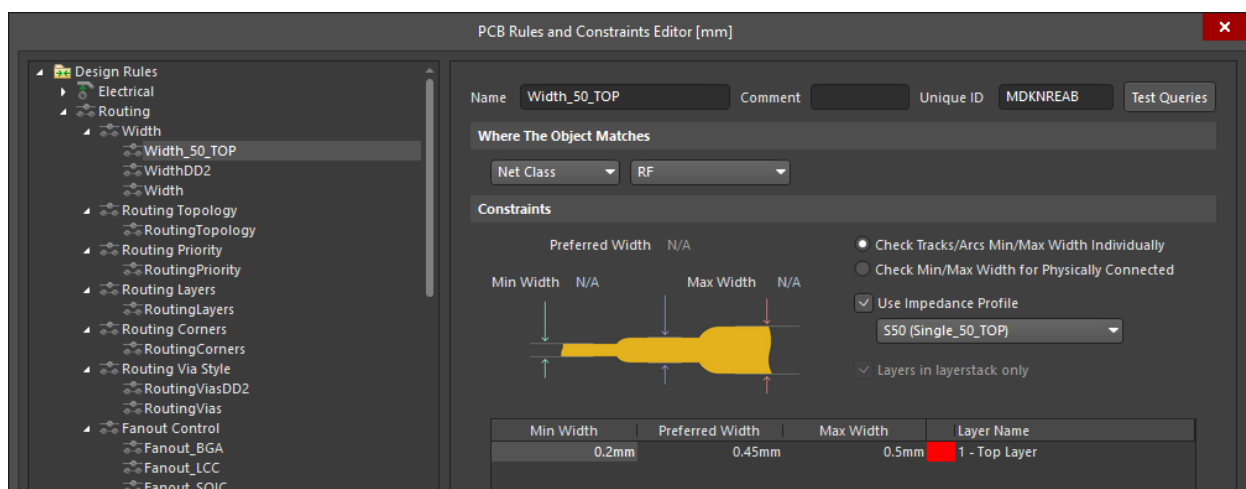 PCB Rules and Constraints Editor [mm]
Design Rules
Electrical
Routing
Width
Width_50_TOP
WidthDD2
Width
Routing Topology
RoutingTopology
Routing Priority
RoutingPriority
Routing Layers
RoutingLayers
Routing Corners
RoutingCorners
Routing Via Style
RoutingViasDD2
RoutingVias
Fanout Control
Fanout_BGA
Fanout_LCC
Fanout_SOIC
Name Width_50_TOP Comment Unique ID MDKNREAB Test Queries
Where The Object Matches
Net Class RF
Constraints
Preferred Width N/A
Min Width N/A Max Width N/A
Check Tracks/Arcs Min/Max Width Individually
Check Min/Max Width for Physically Connected
Use Impedance Profile
S50 (Single_50_TOP)
Layers in layerstack only
Min Width Preferred Width Max Width Layer Name
0.2mm 0.45mm 0.5mm 1 - Top Layer